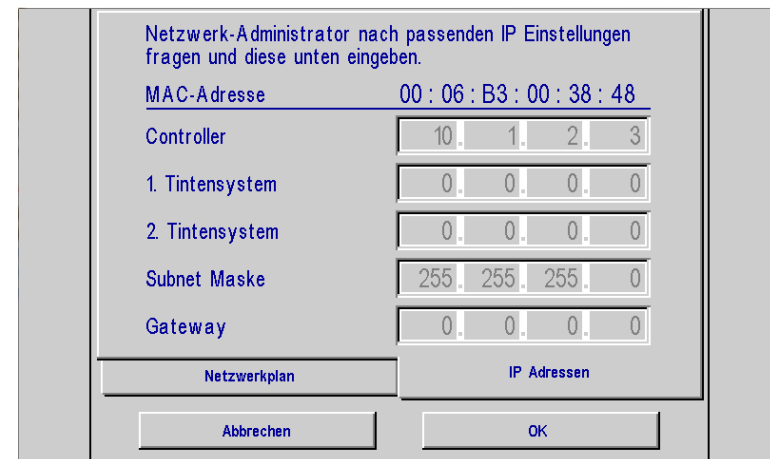 Netzwerk-Administrator nach passenden IP Einstellungen
fragen und diese unten eingeben.
MAC-Adresse 00 : 06 : B3 : 00 : 38 : 48
Controller 10. 1. 2. 3
1. Tintensystem 0. 0. 0. 0
2. Tintensystem 0. 0. 0. 0
Subnet Maske 255. 255. 255. 0
Gateway 0. 0. 0. 0
Netzwerkplan IP Adressen
Abbrechen OK